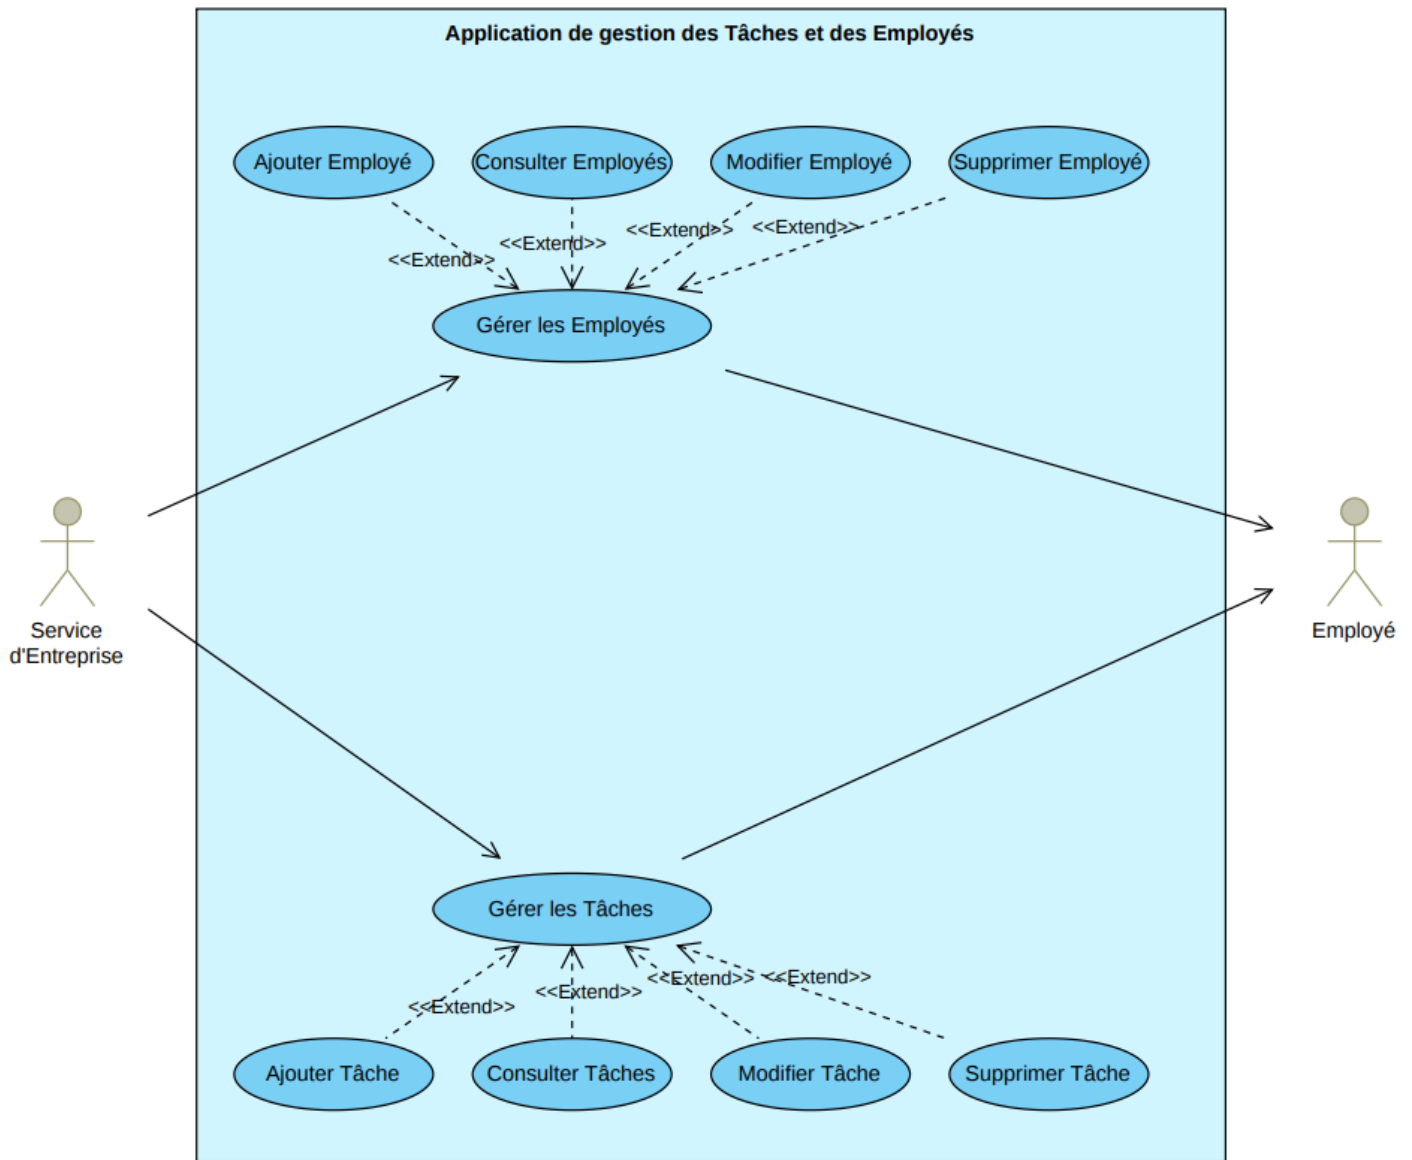 Application de gestion des Tâches et des Employés
Ajouter Employé
Consulter Employés
Modifier Employé
Supprimer Employé
<<Extend>>
<<Extend>>
<<Extend>>
<<Extend>>
Gérer les Employés
Service
d'Entreprise
Employé
Gérer les Tâches
<<Extend>>
<<Extend>>
<<Extend>>
<<Extend>>
Ajouter Tâche
Consulter Tâches
Modifier Tâche
Supprimer Tâche